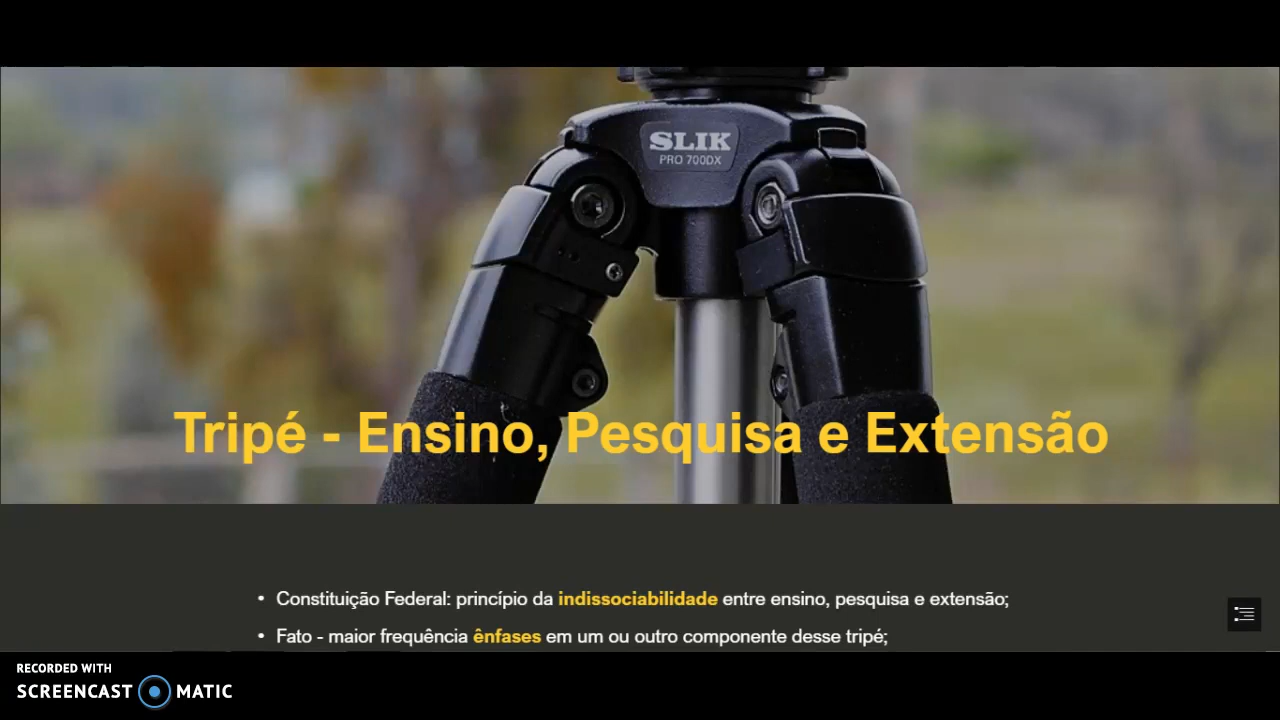 SLIK
PRO 700DX
Tripé - Ensino, Pesquisa e Extensão
• Constituição Federal: princípio da indissociabilidade entre ensino, pesquisa e extensão;
• Fato - maior frequência ênfases em um ou outro componente desse tripé;
RECORDED WITH
SCREENCAST MATIC